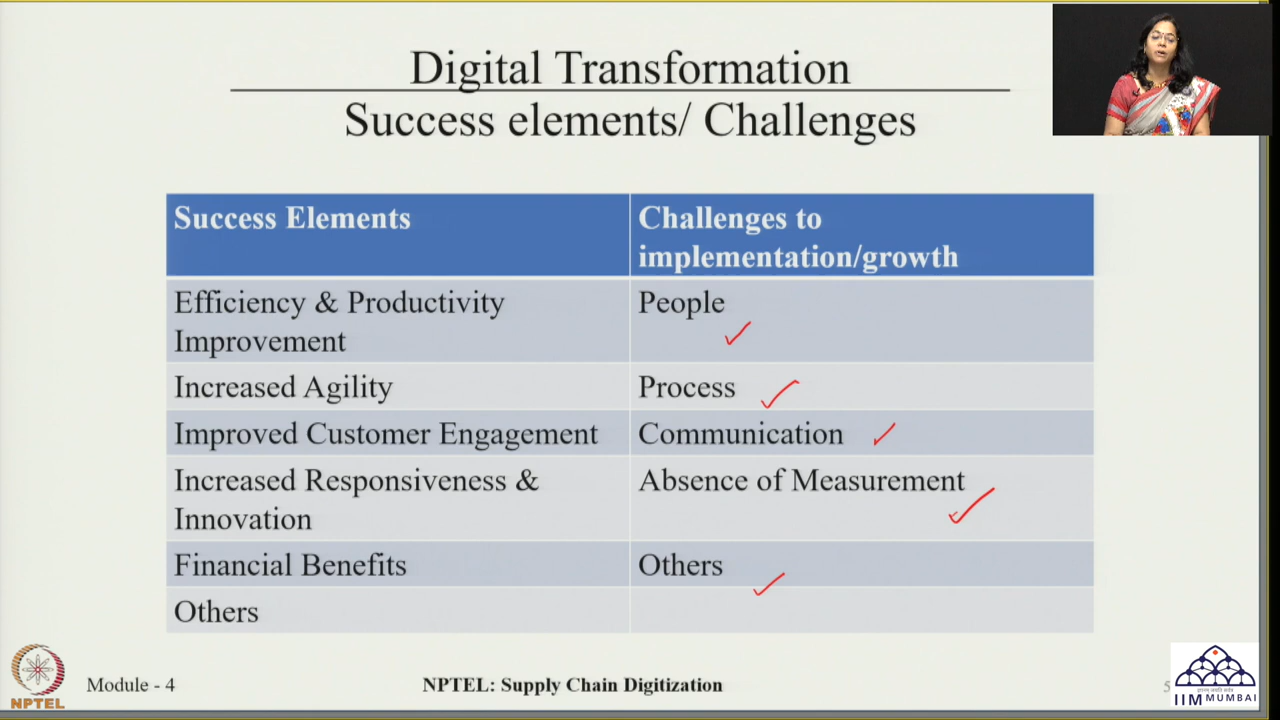 Digital Transformation
Success elements/ Challenges
Success Elements
Challenges to
implementation/growth
Efficiency & Productivity
Improvement
People
Increased Agility
Process
Improved Customer Engagement
Communication
Increased Responsiveness &
Innovation
Absence of Measurement
Financial Benefits
Others
Others
NPTEL
Module - 4
NPTEL: Supply Chain Digitization
5
IIM MUMBAI